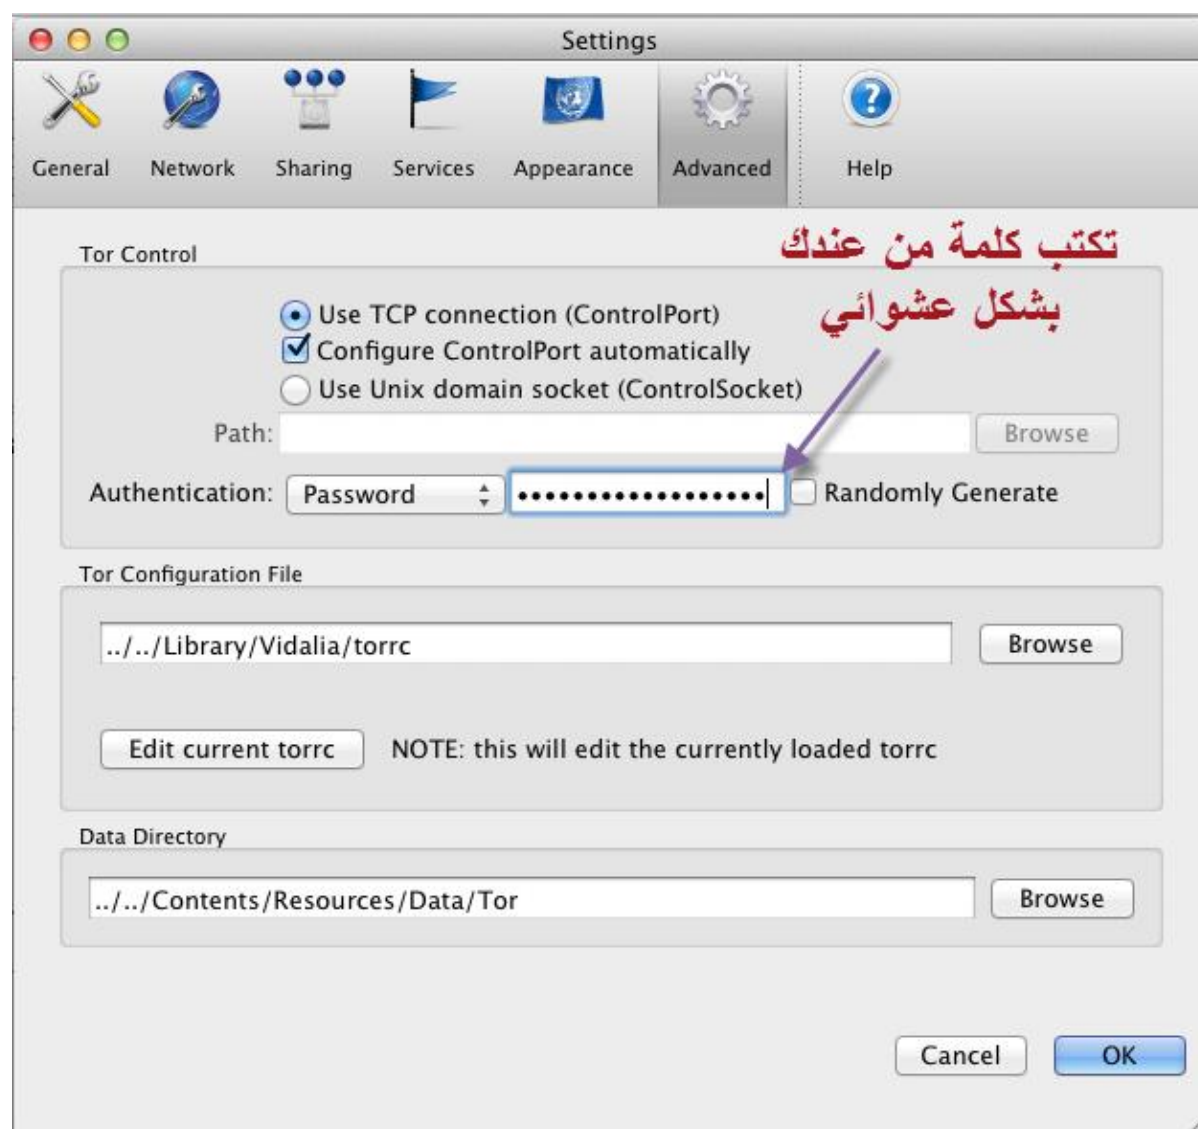 Settings
General Network Sharing Services Appearance Advanced Help
تكتب كلمة من عندك
بشكل عشوائي
Tor Control
Use TCP connection (ControlPort)
Configure ControlPort automatically
Use Unix domain socket (ControlSocket)
Path: Browse
Authentication: Password •••••••••••••••••• Randomly Generate
Tor Configuration File
../../Library/Vidalia/torrc Browse
Edit current torrc NOTE: this will edit the currently loaded torrc
Data Directory
../../Contents/Resources/Data/Tor Browse
Cancel OK